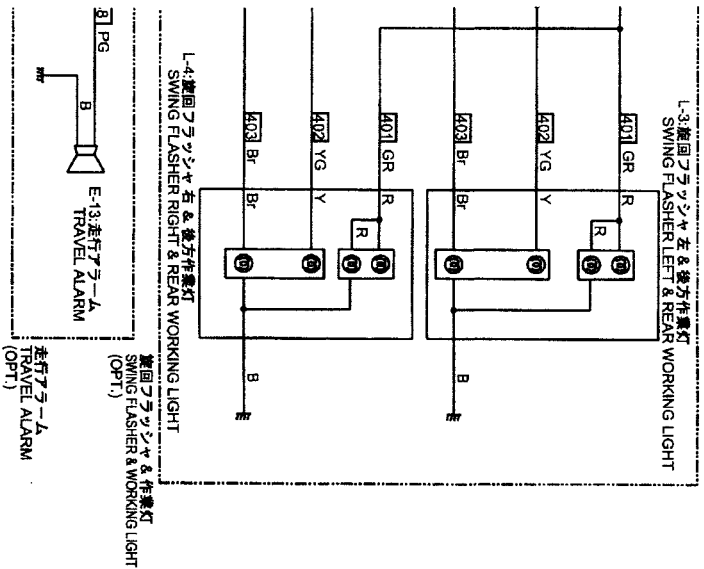 L-3:旋回フラッシャ 左 & 後方作業灯
SWING FLASHER LEFT & REAR WORKING LIGHT
401 GR
R
R
402 YG
Y
403 Br
Br
B
L-4:旋回フラッシャ 右 & 後方作業灯
SWING FLASHER RIGHT & REAR WORKING LIGHT
401 GR
R
R
402 YG
Y
403 Br
Br
B
旋回フラッシャ & 作業灯
SWING FLASHER & WORKING LIGHT
(OPT.)
8 PG
B
E-13:走行アラーム
TRAVEL ALARM
走行アラーム
TRAVEL ALARM
(OPT.)